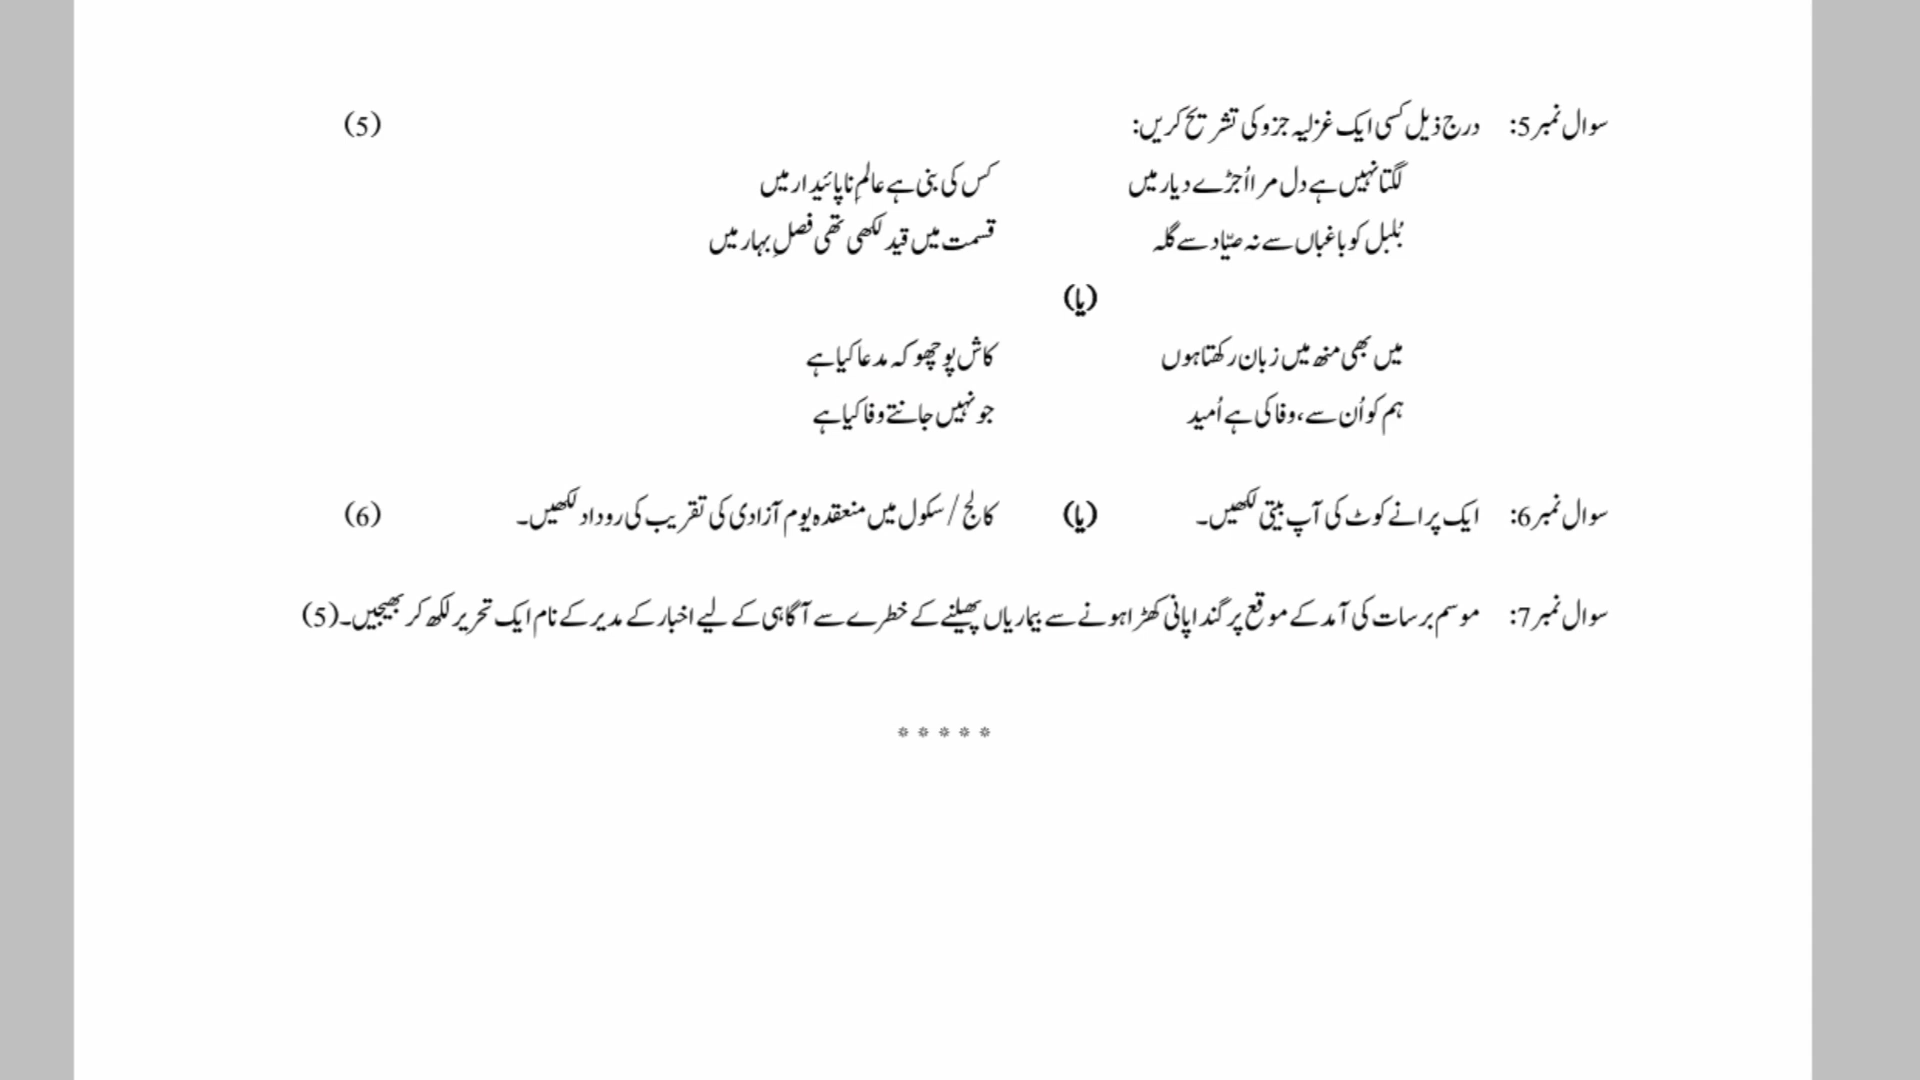 سوال نمبر5: درج ذیل کسی ایک غزلیہ جزو کی تشریح کریں: (5)
لگتا نہیں ہے دل مرا اُجڑے دیار میں کس کی بنی ہے عالمِ ناپائیدار میں
بُلبل کو باغباں سے نہ صیّاد سے گلہ قسمت میں قید لکھی تھی فصلِ بہار میں
(یا)
میں بھی منھ میں زبان رکھتا ہوں کاش پوچھو کہ مدعا کیا ہے
ہم کو اُن سے، وفا کی ہے اُمید جو نہیں جانتے وفا کیا ہے
سوال نمبر6: ایک پرانے کوٹ کی آپ بیتی لکھیں۔ (یا) کالج / سکول میں منعقدہ یوم آزادی کی تقریب کی روداد لکھیں۔ (6)
سوال نمبر7: موسم برسات کی آمد کے موقع پر گندا پانی کھڑا ہونے سے بیماریاں پھیلنے کے خطرے سے آگاہی کے لیے اخبار کے مدیر کے نام ایک تحریر لکھ کر بھیجیں۔(5)
* * * * *